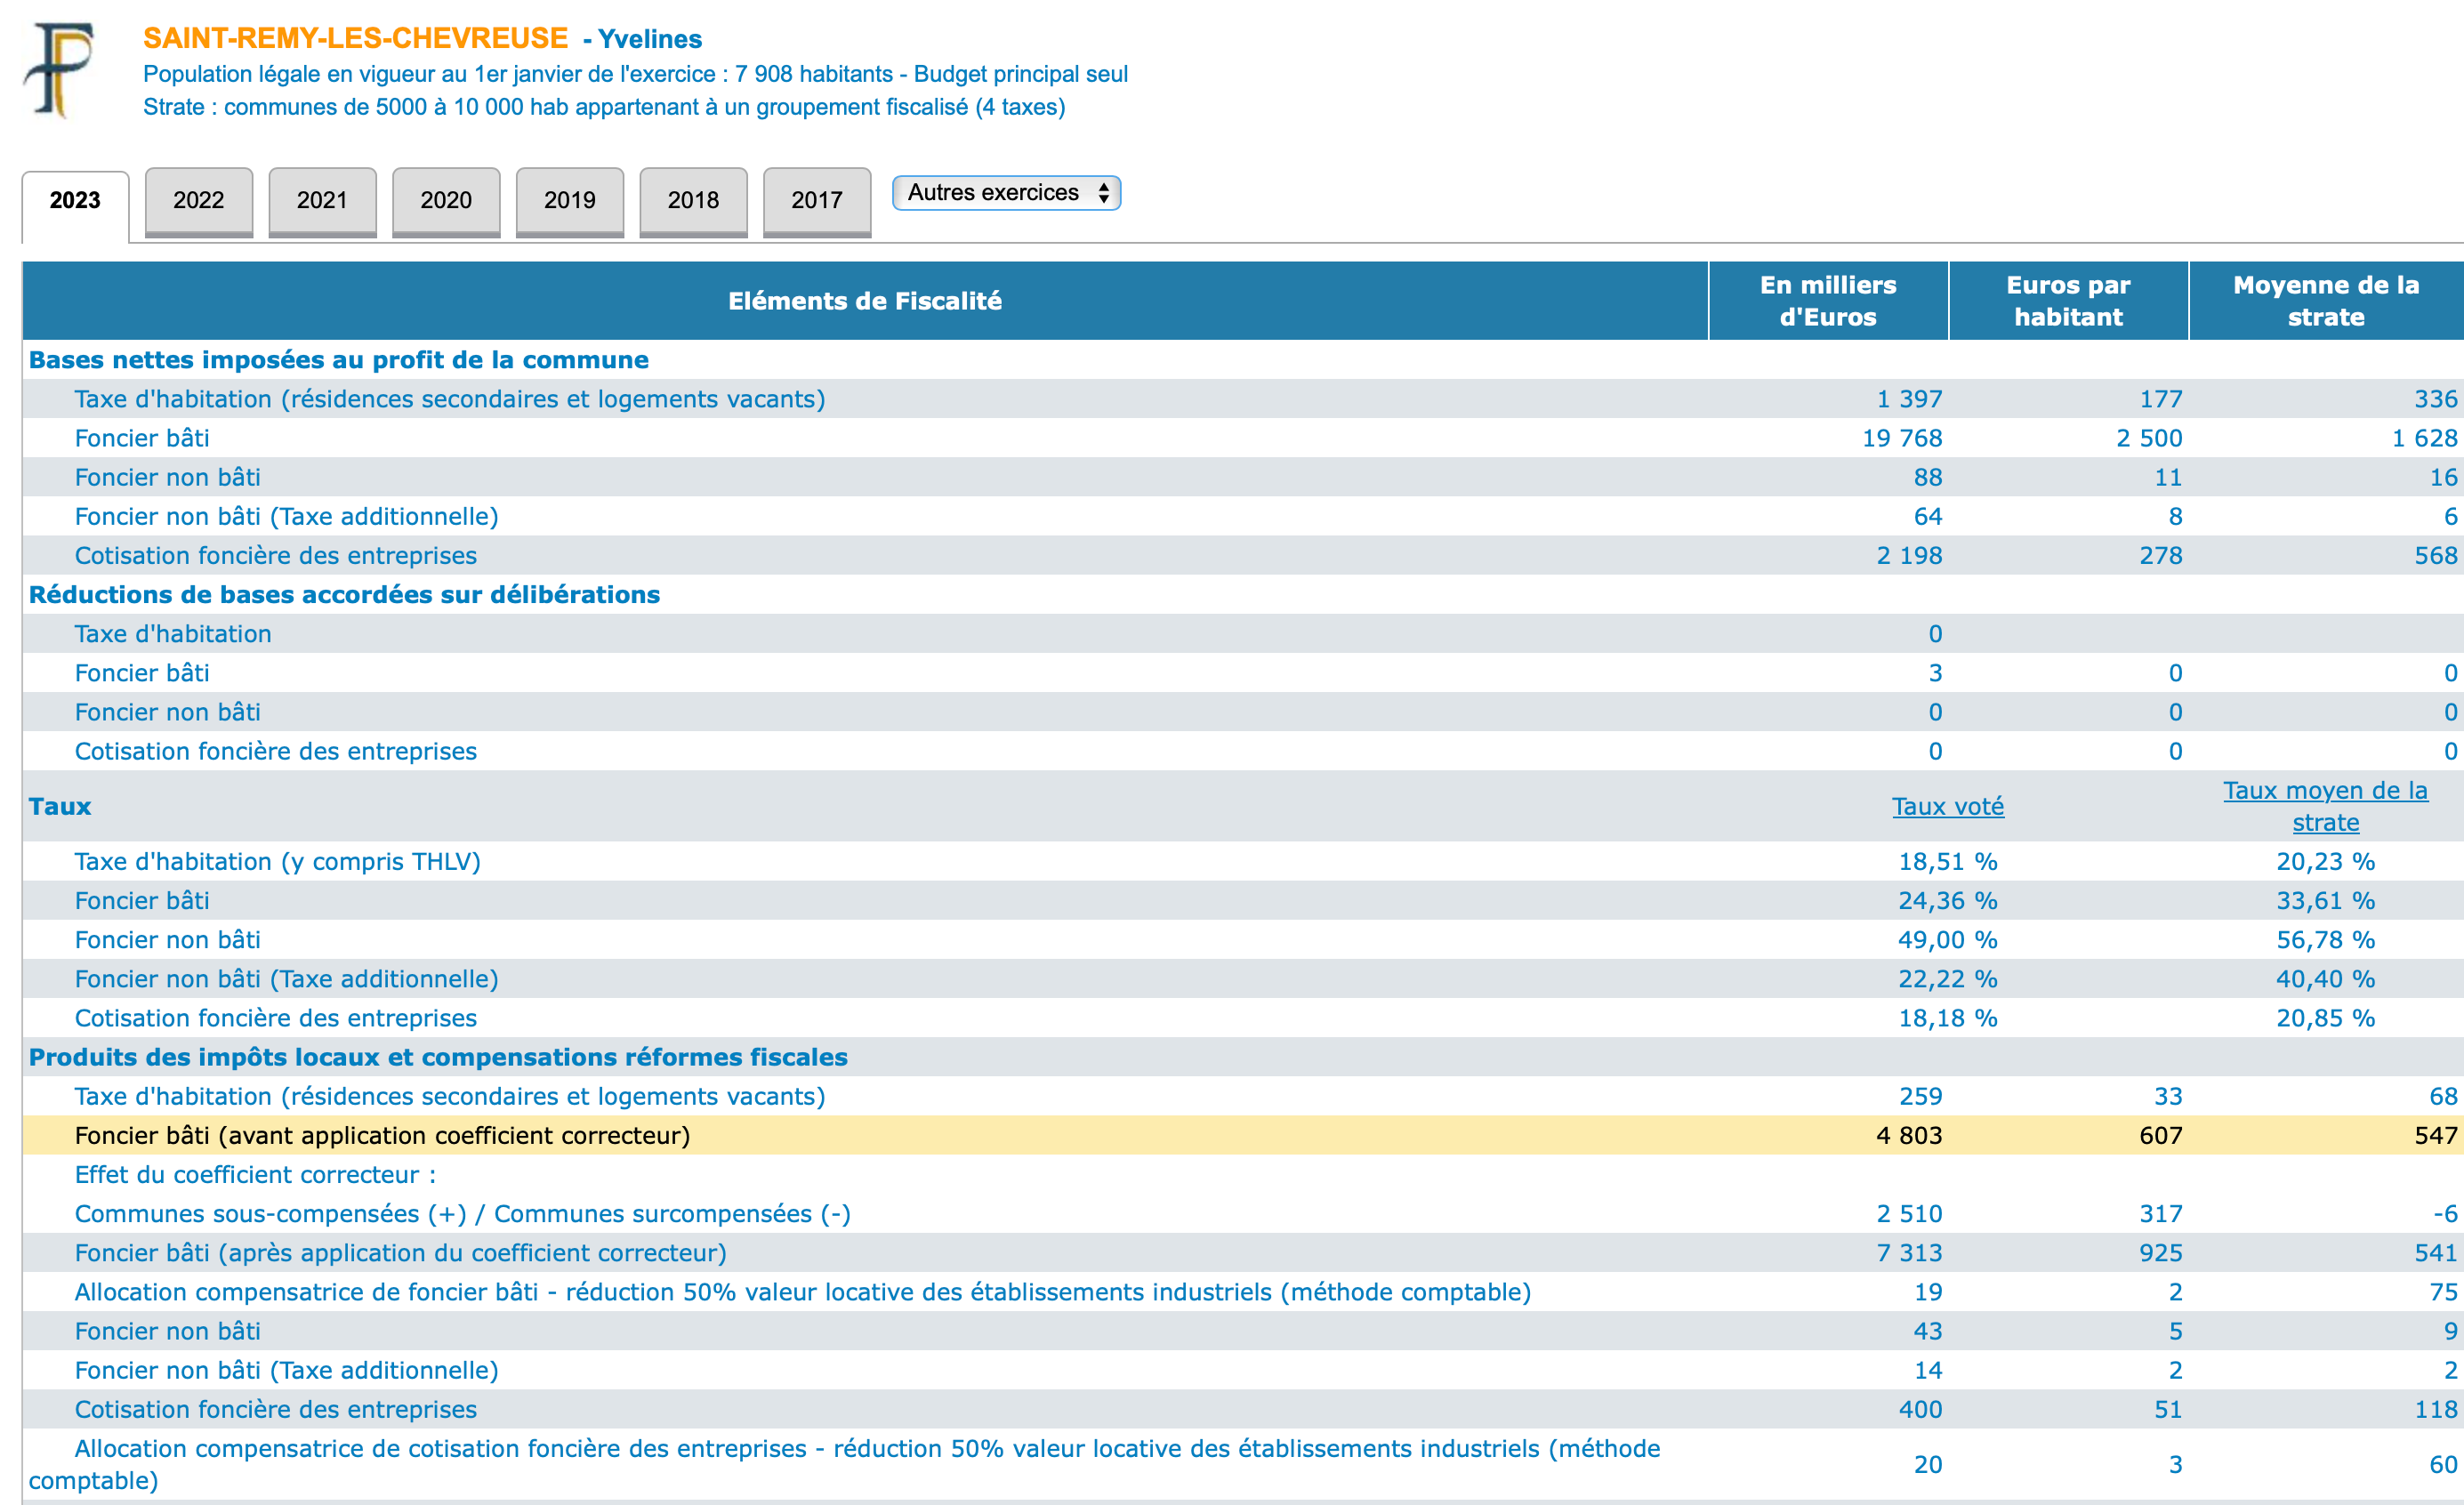 SAINT-REMY-LES-CHEVREUSE - Yvelines
Population légale en vigueur au 1er janvier de l'exercice : 7 908 habitants - Budget principal seul
Strate : communes de 5000 à 10 000 hab appartenant à un groupement fiscalisé (4 taxes)
2023 2022 2021 2020 2019 2018 2017 Autres exercices
Eléments de Fiscalité En milliers d'Euros Euros par habitant Moyenne de la strate
Bases nettes imposées au profit de la commune
Taxe d'habitation (résidences secondaires et logements vacants) 1 397 177 336
Foncier bâti 19 768 2 500 1 628
Foncier non bâti 88 11 16
Foncier non bâti (Taxe additionnelle) 64 8 6
Cotisation foncière des entreprises 2 198 278 568
Réductions de bases accordées sur délibérations
Taxe d'habitation 0
Foncier bâti 3 0 0
Foncier non bâti 0 0 0
Cotisation foncière des entreprises 0 0 0
Taux Taux voté Taux moyen de la strate
Taxe d'habitation (y compris THLV) 18,51 % 20,23 %
Foncier bâti 24,36 % 33,61 %
Foncier non bâti 49,00 % 56,78 %
Foncier non bâti (Taxe additionnelle) 22,22 % 40,40 %
Cotisation foncière des entreprises 18,18 % 20,85 %
Produits des impôts locaux et compensations réformes fiscales
Taxe d'habitation (résidences secondaires et logements vacants) 259 33 68
Foncier bâti (avant application coefficient correcteur) 4 803 607 547
Effet du coefficient correcteur :
Communes sous-compensées (+) / Communes surcompensées (-) 2 510 317 -6
Foncier bâti (après application du coefficient correcteur) 7 313 925 541
Allocation compensatrice de foncier bâti - réduction 50% valeur locative des établissements industriels (méthode comptable) 19 2 75
Foncier non bâti 43 5 9
Foncier non bâti (Taxe additionnelle) 14 2 2
Cotisation foncière des entreprises 400 51 118
Allocation compensatrice de cotisation foncière des entreprises - réduction 50% valeur locative des établissements industriels (méthode
comptable) 20 3 60